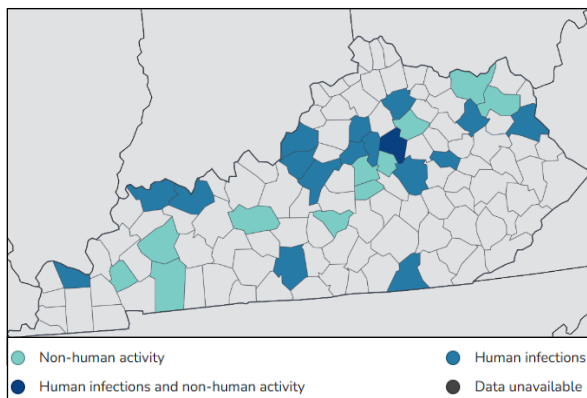 Non-human activity
Human infections
Human infections and non-human activity
Data unavailable